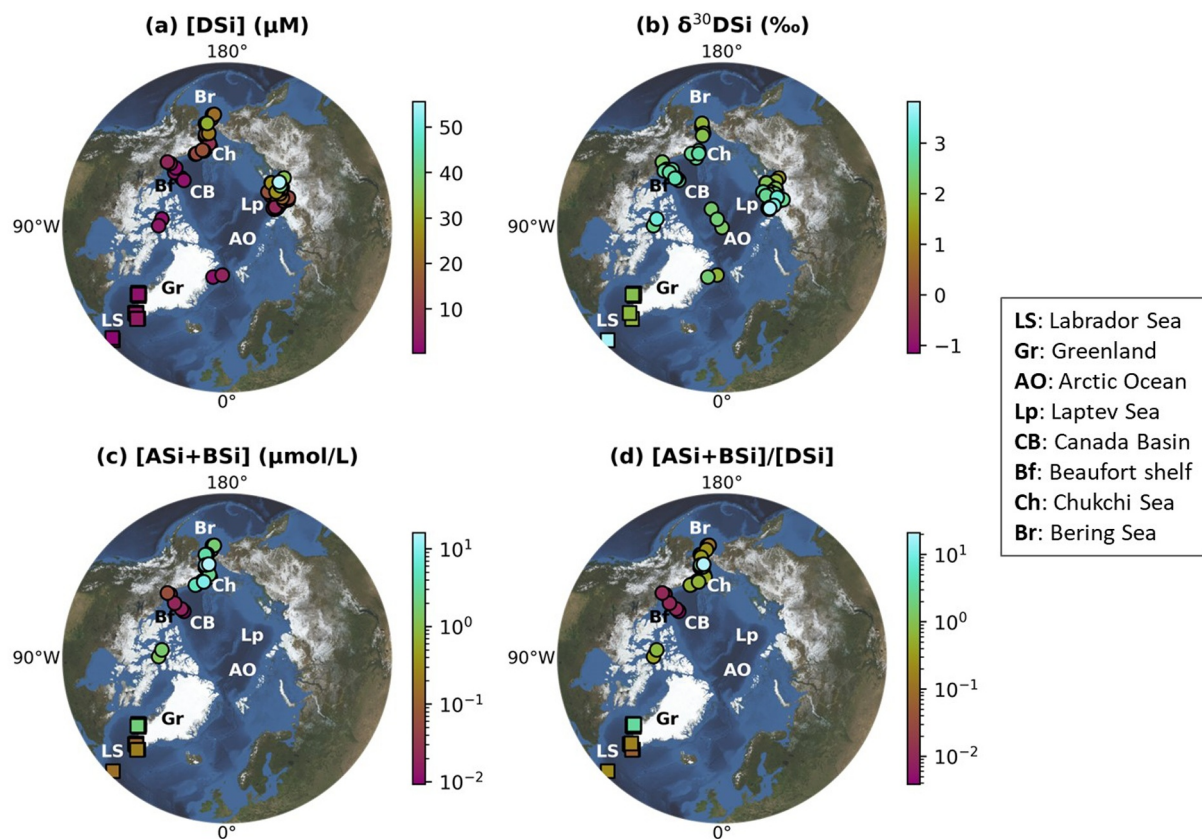 (a) [DSi] (μM)
180°
Br
Ch
Bf
CB
Lp
90°W
AO
Gr
LS
0°
50
40
30
20
10
(b) δ³⁰DSi (‰)
180°
Br
Ch
Bf
CB
Lp
90°W
AO
Gr
LS
0°
3
2
1
0
−1
(c) [ASi+BSi] (μmol/L)
180°
Br
Ch
Bf
CB
Lp
90°W
AO
Gr
LS
0°
10¹
10⁰
10⁻¹
10⁻²
(d) [ASi+BSi]/[DSi]
180°
Br
Ch
Bf
CB
Lp
90°W
AO
Gr
LS
0°
10¹
10⁰
10⁻¹
10⁻²
LS: Labrador Sea
Gr: Greenland
AO: Arctic Ocean
Lp: Laptev Sea
CB: Canada Basin
Bf: Beaufort shelf
Ch: Chukchi Sea
Br: Bering Sea